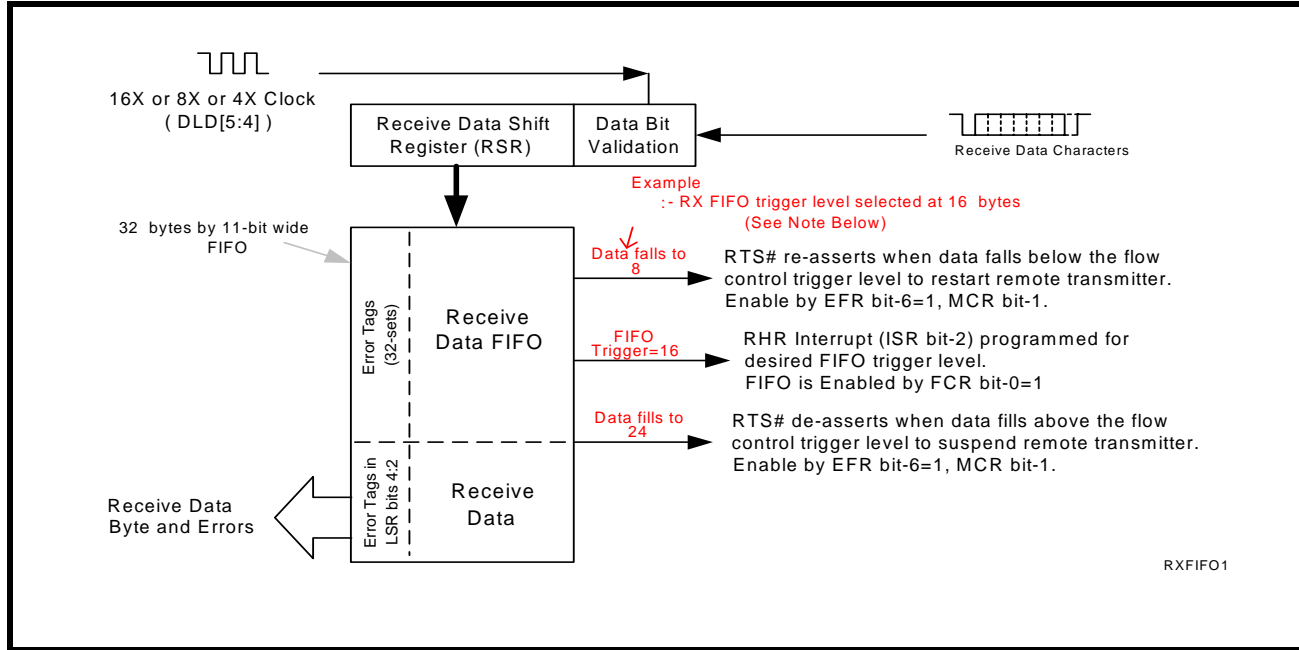 16X or 8X or 4X Clock
( DLD[5:4] )
Receive Data Shift
Register (RSR)
Data Bit
Validation
Receive Data Characters
Example
:- RX FIFO trigger level selected at 16 bytes
(See Note Below)
32 bytes by 11-bit wide
FIFO
Error Tags
(32-sets)
Receive
Data FIFO
Data falls to
8
RTS# re-asserts when data falls below the flow
control trigger level to restart remote transmitter.
Enable by EFR bit-6=1, MCR bit-1.
FIFO
Trigger=16
RHR Interrupt (ISR bit-2) programmed for
desired FIFO trigger level.
FIFO is Enabled by FCR bit-0=1
Data fills to
24
RTS# de-asserts when data fills above the flow
control trigger level to suspend remote transmitter.
Enable by EFR bit-6=1, MCR bit-1.
Error Tags in
LSR bits 4:2
Receive
Data
Receive Data
Byte and Errors
RXFIFO1